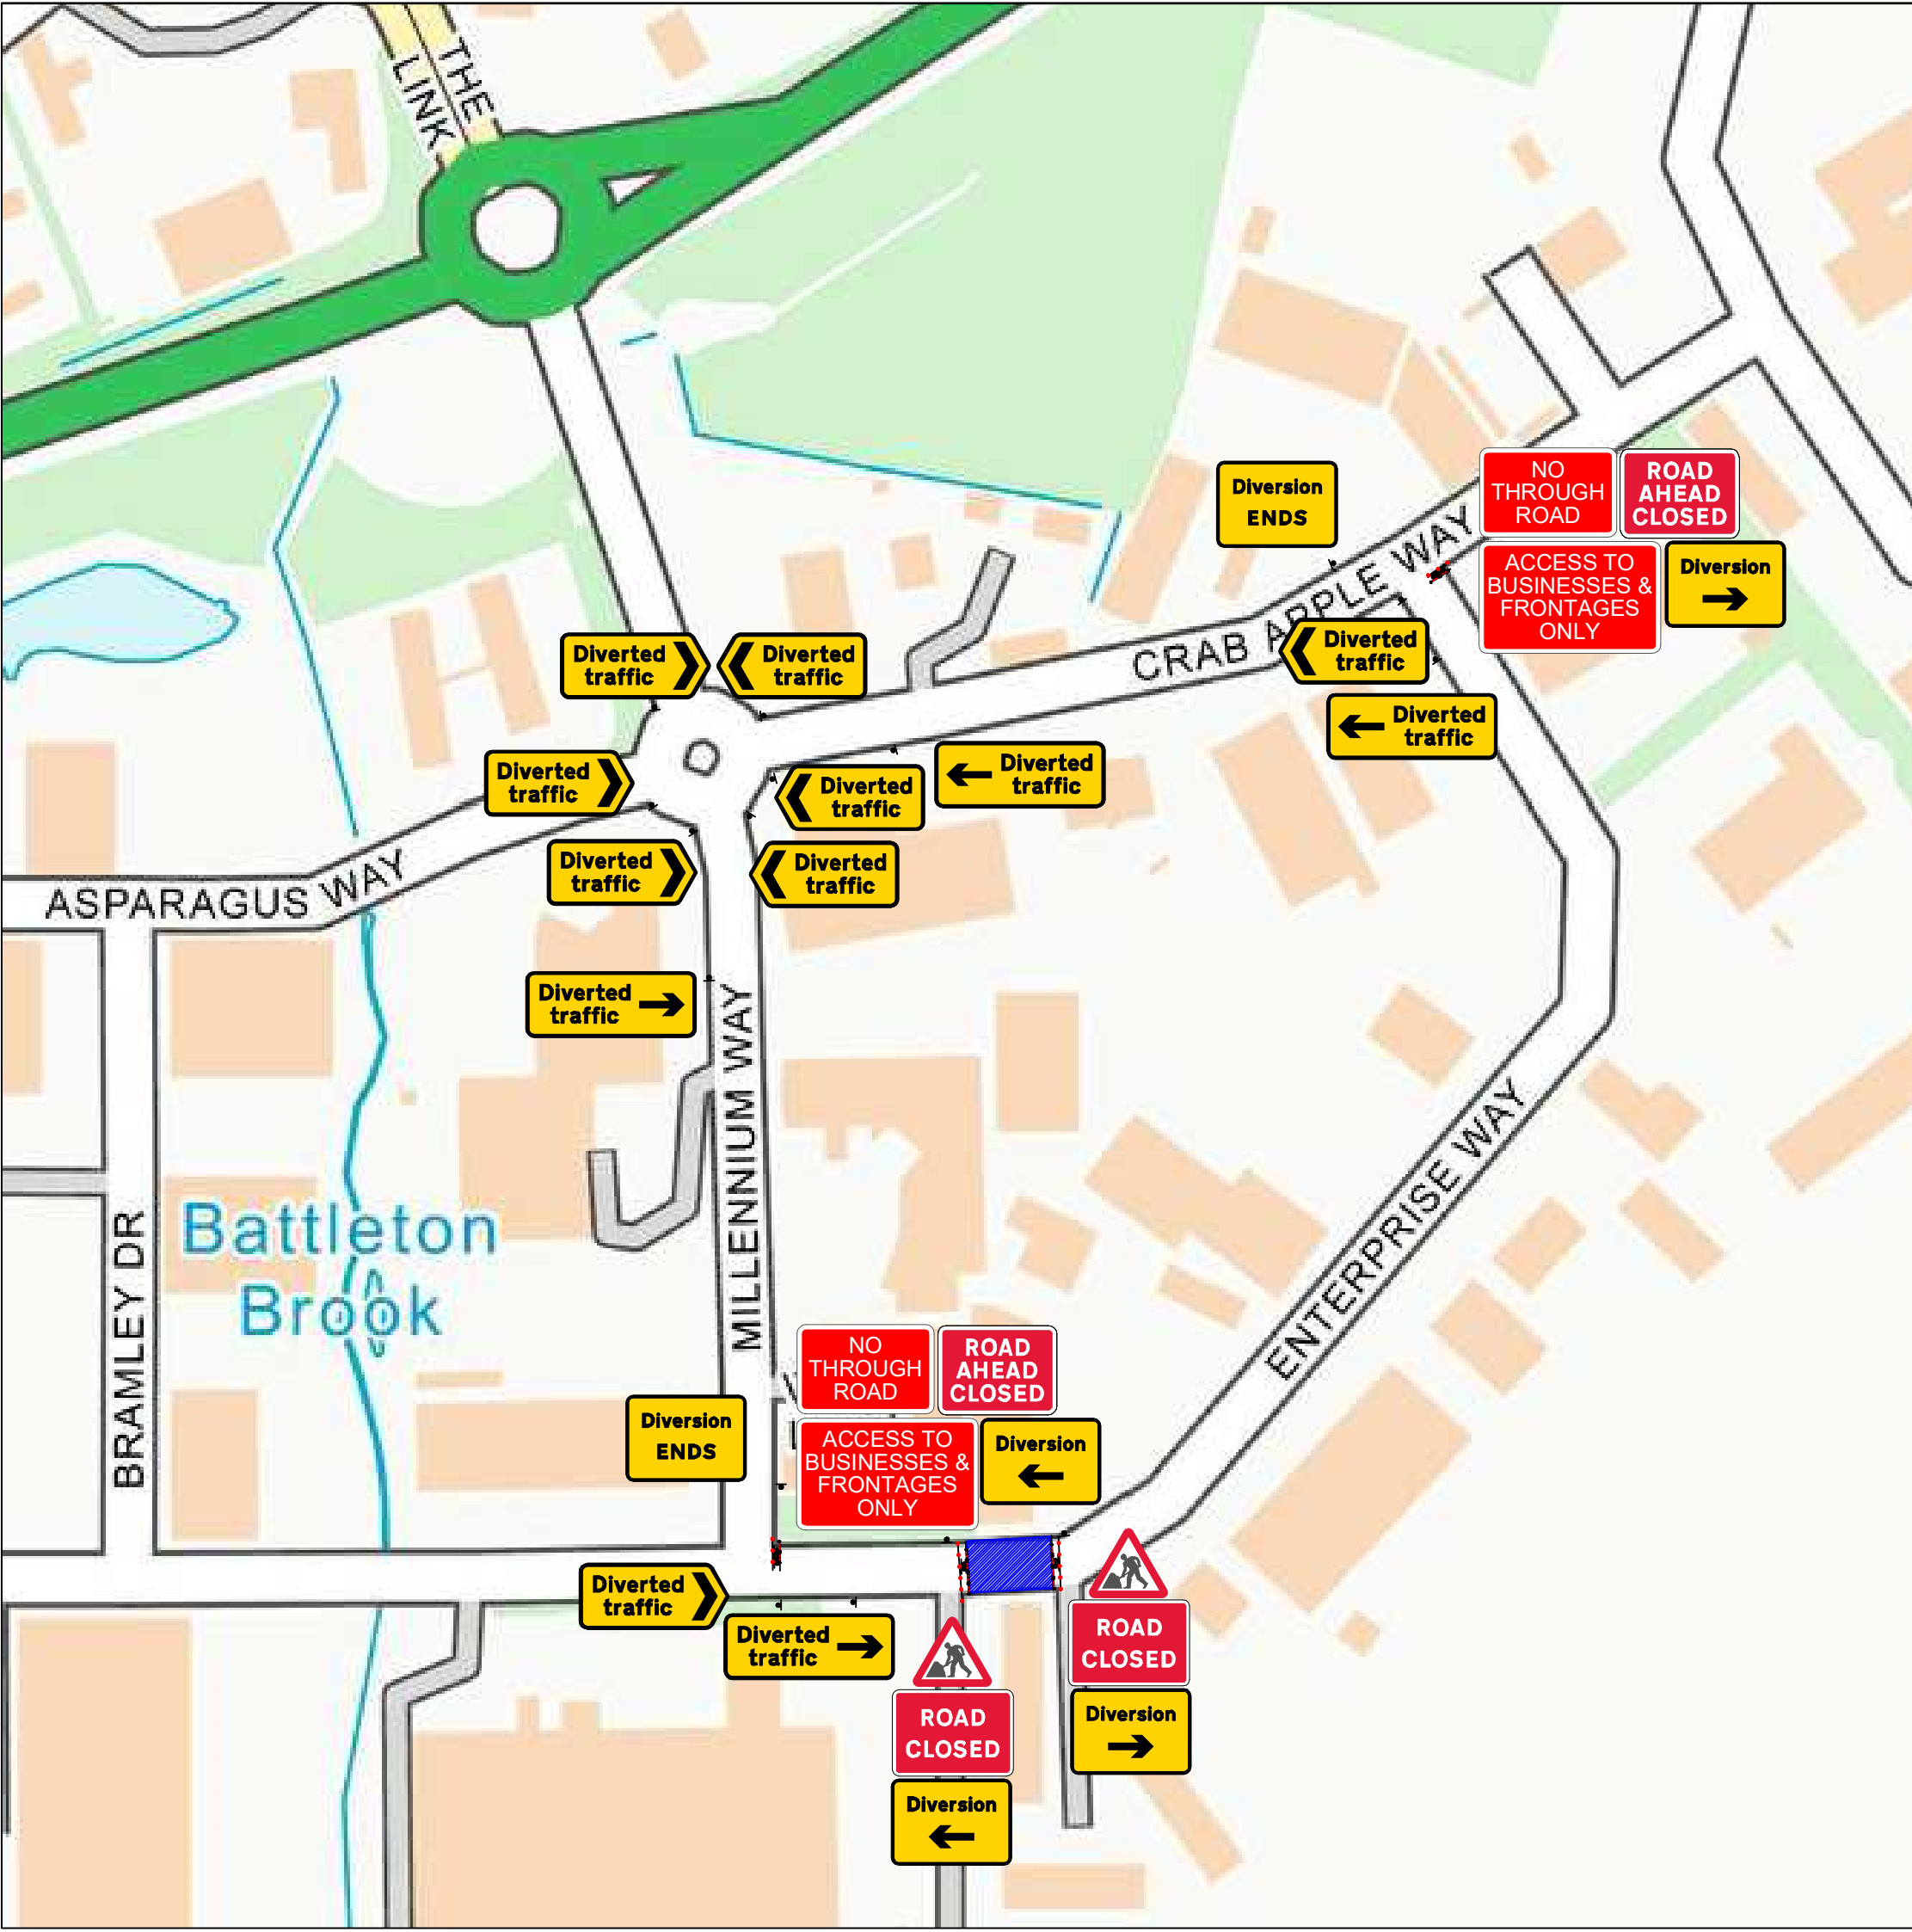 THE
LINK
NO
THROUGH
ROAD
ROAD
AHEAD
CLOSED
Diversion
ENDS
CRAB APPLE WAY
ACCESS TO
BUSINESSES &
FRONTAGES
ONLY
Diversion
Diverted
traffic
Diverted
traffic
Diverted
traffic
Diverted
traffic
Diverted
traffic
Diverted
traffic
Diverted
traffic
Diverted
traffic
Diverted
traffic
ASPARAGUS WAY
Diverted
traffic
MILLENNIUM WAY
ENTERPRISE WAY
BRAMLEY DR
Battleton
Brook
NO
THROUGH
ROAD
ROAD
AHEAD
CLOSED
Diversion
ENDS
ACCESS TO
BUSINESSES &
FRONTAGES
ONLY
Diversion
Diverted
traffic
Diverted
traffic
ROAD
CLOSED
Diversion
ROAD
CLOSED
Diversion